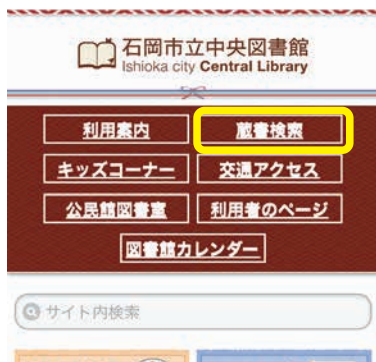 石岡市立中央図書館
Ishioka city Central Library
利用案内 蔵書検索
キッズコーナー 交通アクセス
公民館図書室 利用者のページ
図書館カレンダー
サイト内検索